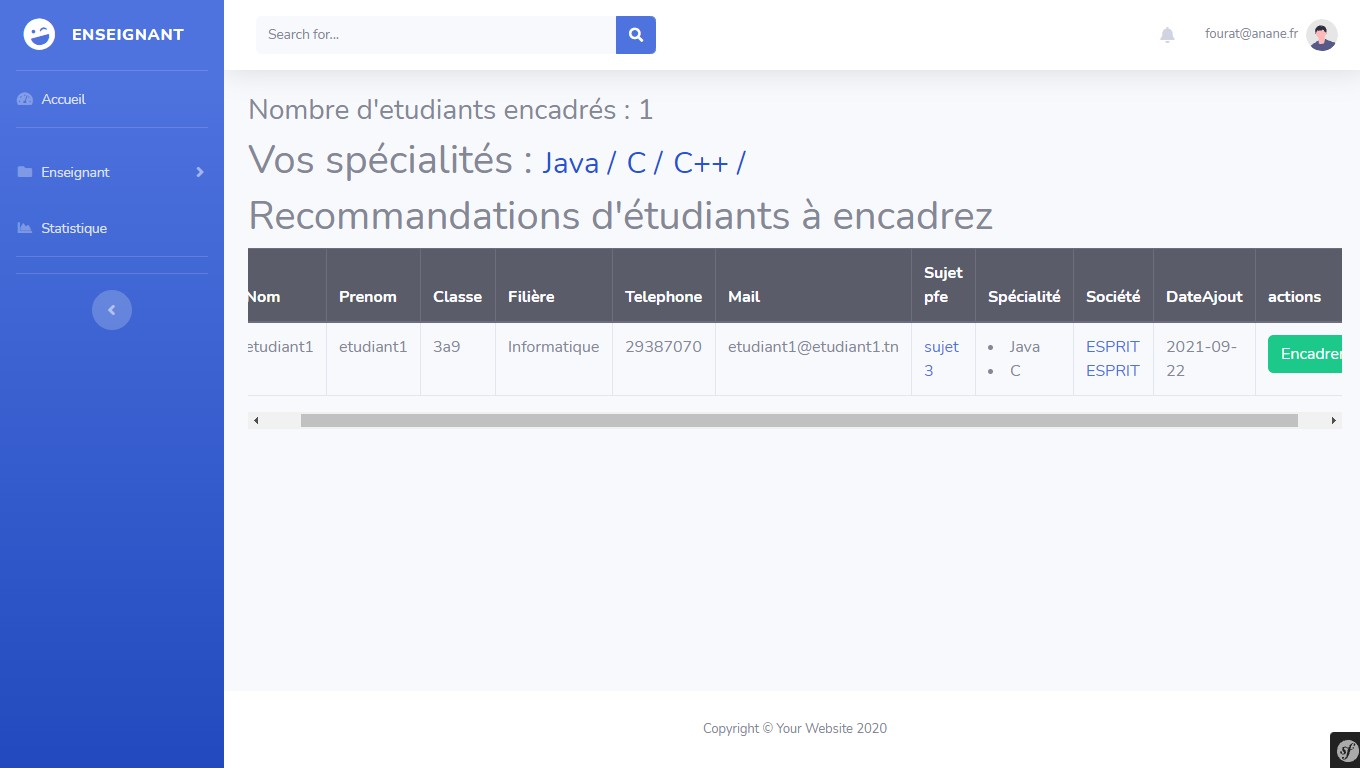 ENSEIGNANT
Search for...
fourat@anane.fr
Accueil
Enseignant
Statistique
Nombre d'etudiants encadrés : 1
Vos spécialités : Java / C / C++ /
Recommandations d'étudiants à encadrez
Nom Prenom Classe Filière Telephone Mail Sujet pfe Spécialité Société DateAjout actions
etudiant1 etudiant1 3a9 Informatique 29387070 etudiant1@etudiant1.tn sujet Java ESPRIT 2021-09- Encadrer
3 C ESPRIT 22
Copyright © Your Website 2020
sf